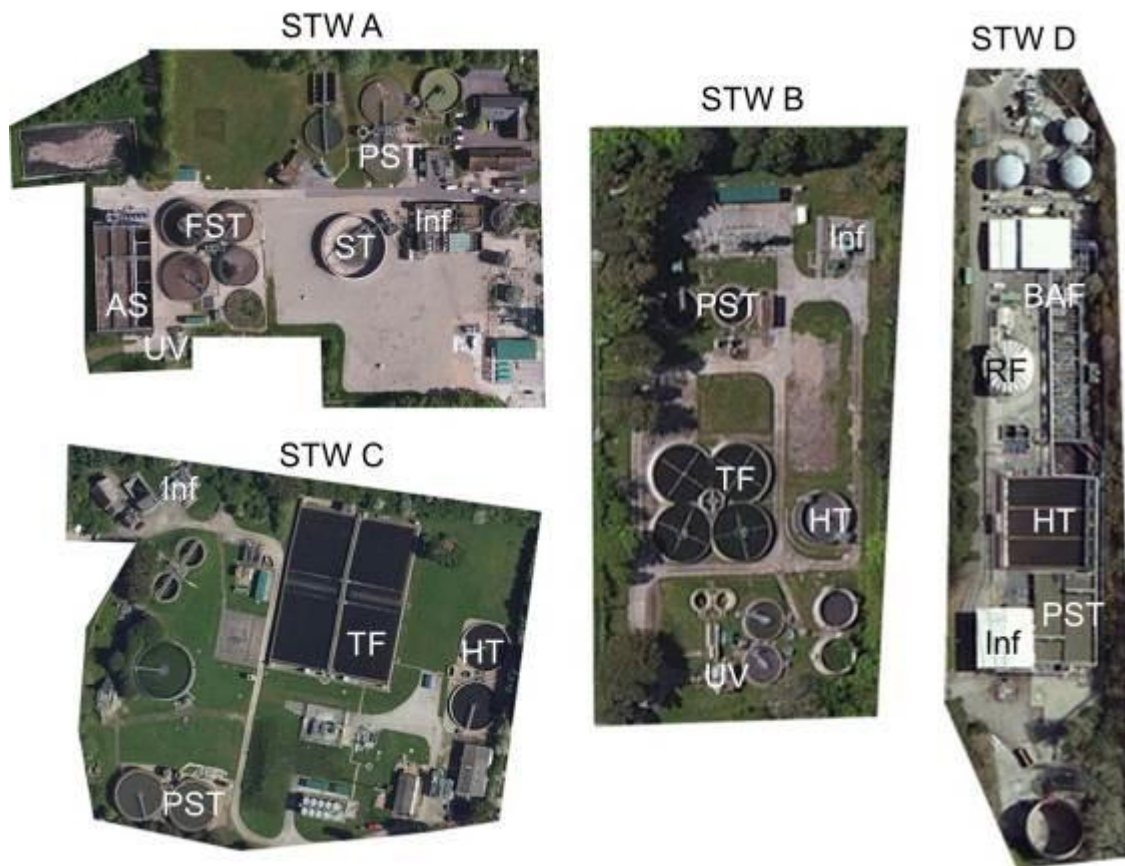 STW A
PST
FST
ST
Inf
AS
UV
STW B
Inf
PST
TF
HT
UV
STW C
Inf
TF
HT
PST
STW D
BAF
RF
HT
PST
Inf